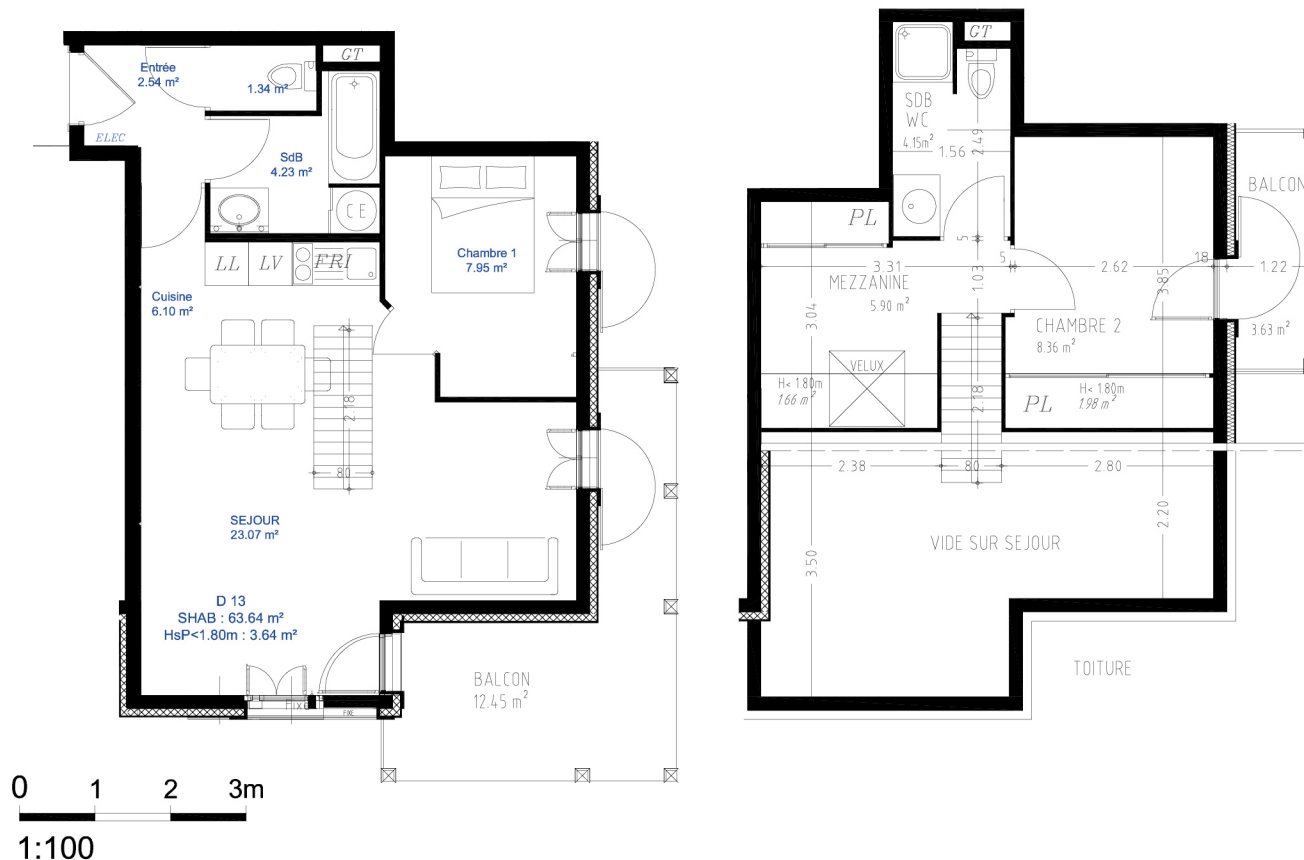 GT
Entrée
2.54 m²
1.34 m²
ELEC
SdB
4.23 m²
CE
LL
LV
FRI
Chambre 1
7.95 m²
Cuisine
6.10 m²
2.18
80
SEJOUR
23.07 m²
D 13
SHAB : 63.64 m²
HsP<1.80m : 3.64 m²
FIXE
FIXE
BALCON
12.45 m²
0 1 2 3m
1:100
GT
SDB
WC
4.15m²
1.56
2.49
BALCON
PL
5
5
3.31
1.03
2.62
3.85
18
1.22
MEZZANINE
5.90 m²
3.04
CHAMBRE 2
8.36 m²
3.63 m²
VELUX
H< 1.80m
1.66 m²
2.18
PL
H< 1.80m
1.98 m²
2.38
80
2.80
2.20
3.50
VIDE SUR SEJOUR
TOITURE